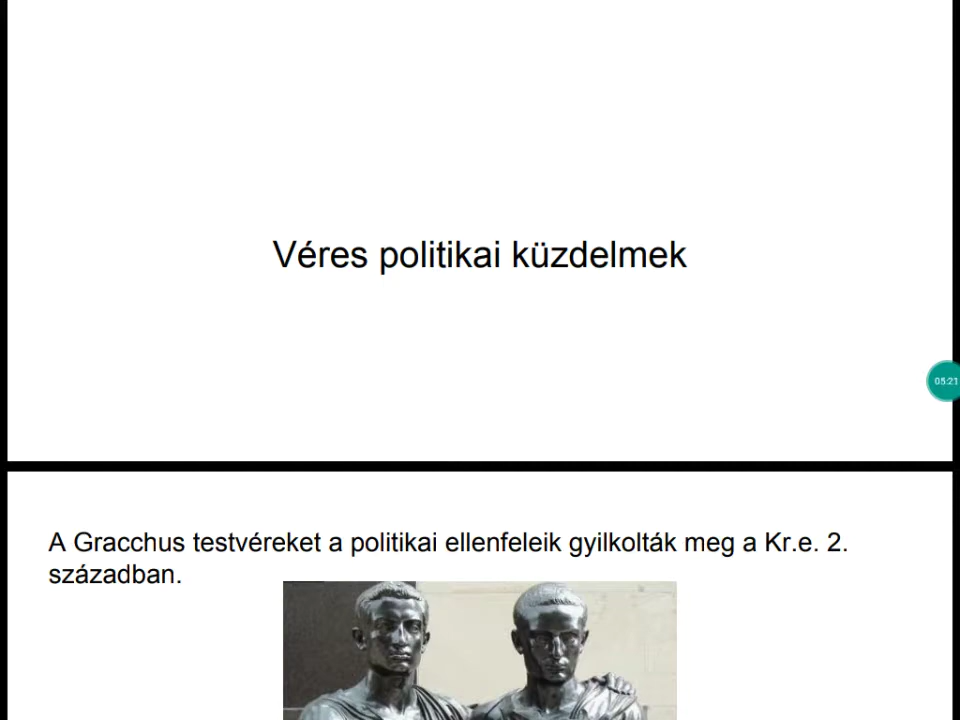 Véres politikai küzdelmek
05:21
A Gracchus testvéreket a politikai ellenfeleik gyilkolták meg a Kr.e. 2.
században.